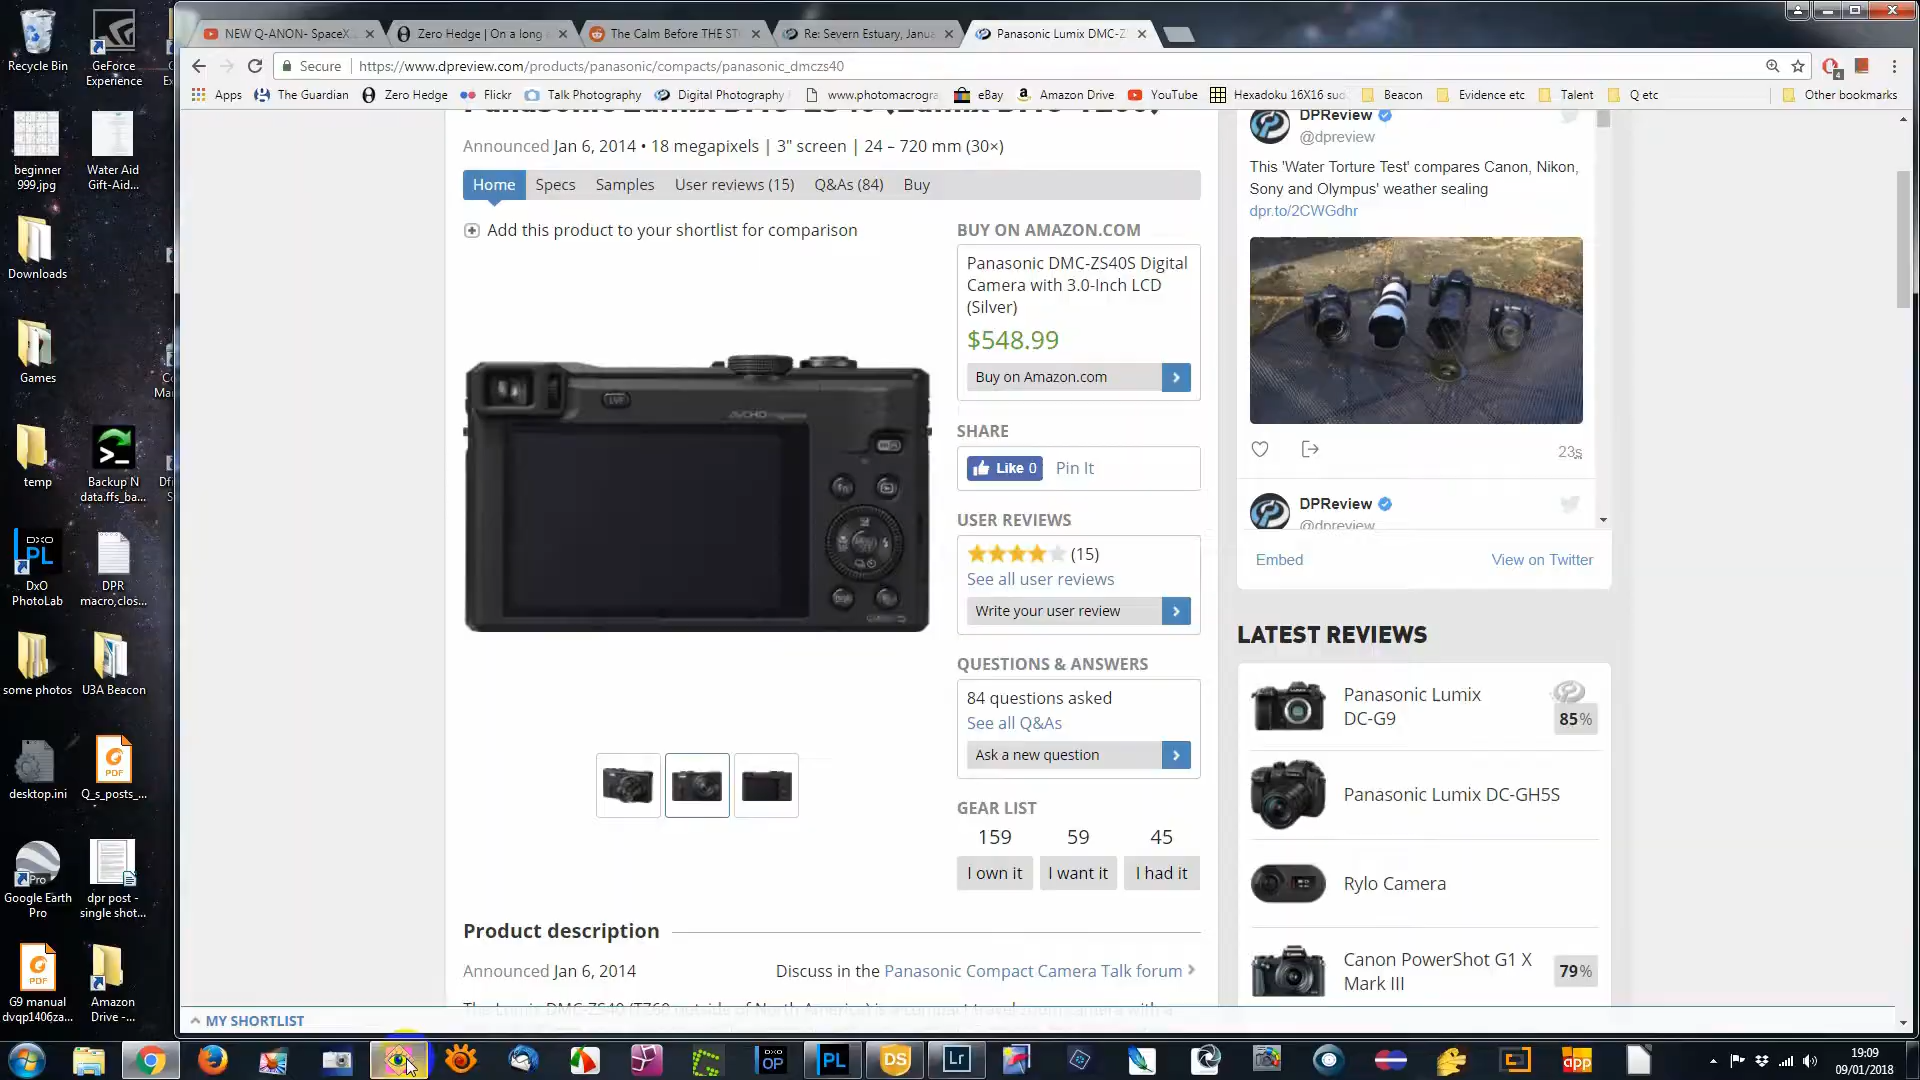 NEW Q-ANON- SpaceX
Zero Hedge | On a long
The Calm Before THE ST
Re: Severn Estuary, Janua
Panasonic Lumix DMC-Z
Secure https://www.dpreview.com/products/panasonic/compacts/panasonic_dmczs40
Apps The Guardian Zero Hedge Flickr Talk Photography Digital Photography www.photomacrogra eBay Amazon Drive YouTube Hexadoku 16X16 sud Beacon Evidence etc Talent Q etc Other bookmarks
Recycle Bin
GeForce Experience
beginner 999.jpg
Water Aid Gift-Aid...
Downloads
Games
temp
Backup N data.ffs_ba...
DxO PhotoLab
DPR macro,clos...
some photos
U3A Beacon
desktop.ini
Q_s_posts_...
Google Earth Pro
dpr post - single shot...
G9 manual dvqp1406za...
Amazon Drive -...
Announced Jan 6, 2014 • 18 megapixels | 3" screen | 24 – 720 mm (30×)
Home Specs Samples User reviews (15) Q&As (84) Buy
Add this product to your shortlist for comparison
LVF
AVCHD
BUY ON AMAZON.COM
Panasonic DMC-ZS40S Digital
Camera with 3.0-Inch LCD
(Silver)
$548.99
Buy on Amazon.com
SHARE
Like 0 Pin It
USER REVIEWS
(15)
See all user reviews
Write your user review
QUESTIONS & ANSWERS
84 questions asked
See all Q&As
Ask a new question
GEAR LIST
159 59 45
I own it I want it I had it
Product description
Announced Jan 6, 2014 Discuss in the Panasonic Compact Camera Talk forum
MY SHORTLIST
DPReview
@dpreview
This 'Water Torture Test' compares Canon, Nikon,
Sony and Olympus' weather sealing
dpr.to/2CWGdhr
23s
DPReview
@dpreview
Embed View on Twitter
LATEST REVIEWS
Panasonic Lumix
DC-G9
85%
Panasonic Lumix DC-GH5S
Rylo Camera
Canon PowerShot G1 X
Mark III
79%
19:09
09/01/2018